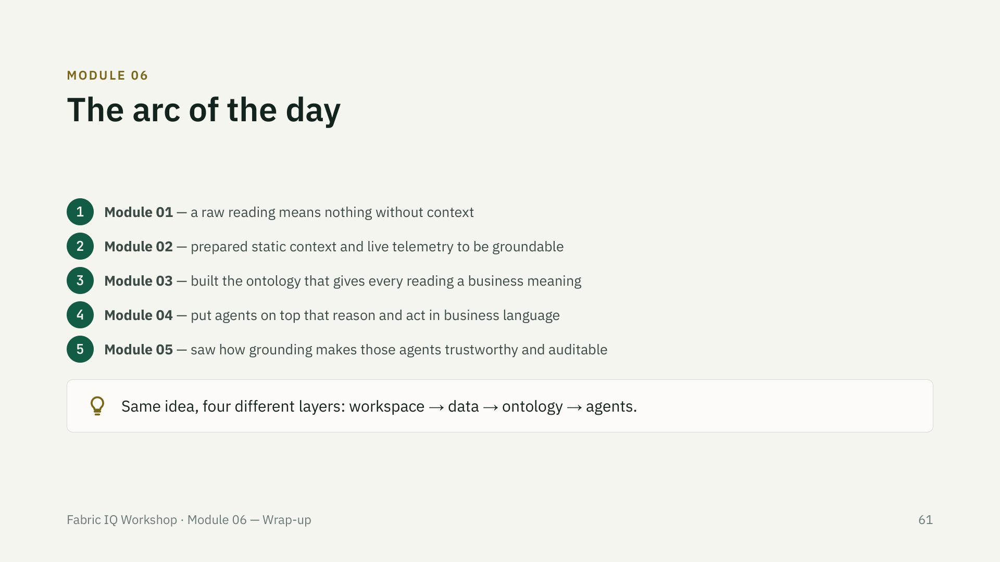 MODULE 06
The arc of the day
1 Module 01 — a raw reading means nothing without context
2 Module 02 — prepared static context and live telemetry to be groundable
3 Module 03 — built the ontology that gives every reading a business meaning
4 Module 04 — put agents on top that reason and act in business language
5 Module 05 — saw how grounding makes those agents trustworthy and auditable
Same idea, four different layers: workspace → data → ontology → agents.
Fabric IQ Workshop · Module 06 — Wrap-up
61